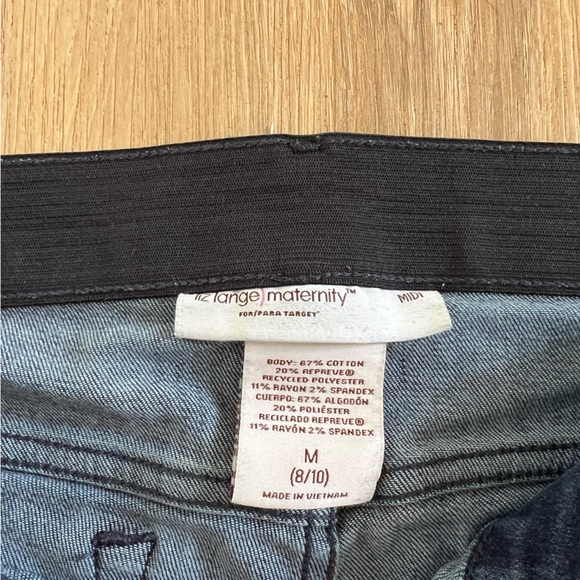 liz lange) maternity™ MIDI
FOR/PARA TARGET*
BODY: 67% COTTON
20% REPREVE®
RECYCLED POLYESTER
11% RAYON 2% SPANDEX
CUERPO: 67% ALGODÓN
20% POLIÉSTER
RECICLADO REPREVE®
11% RAYÓN 2% SPANDEX
M
(8/10)
MADE IN VIETNAM